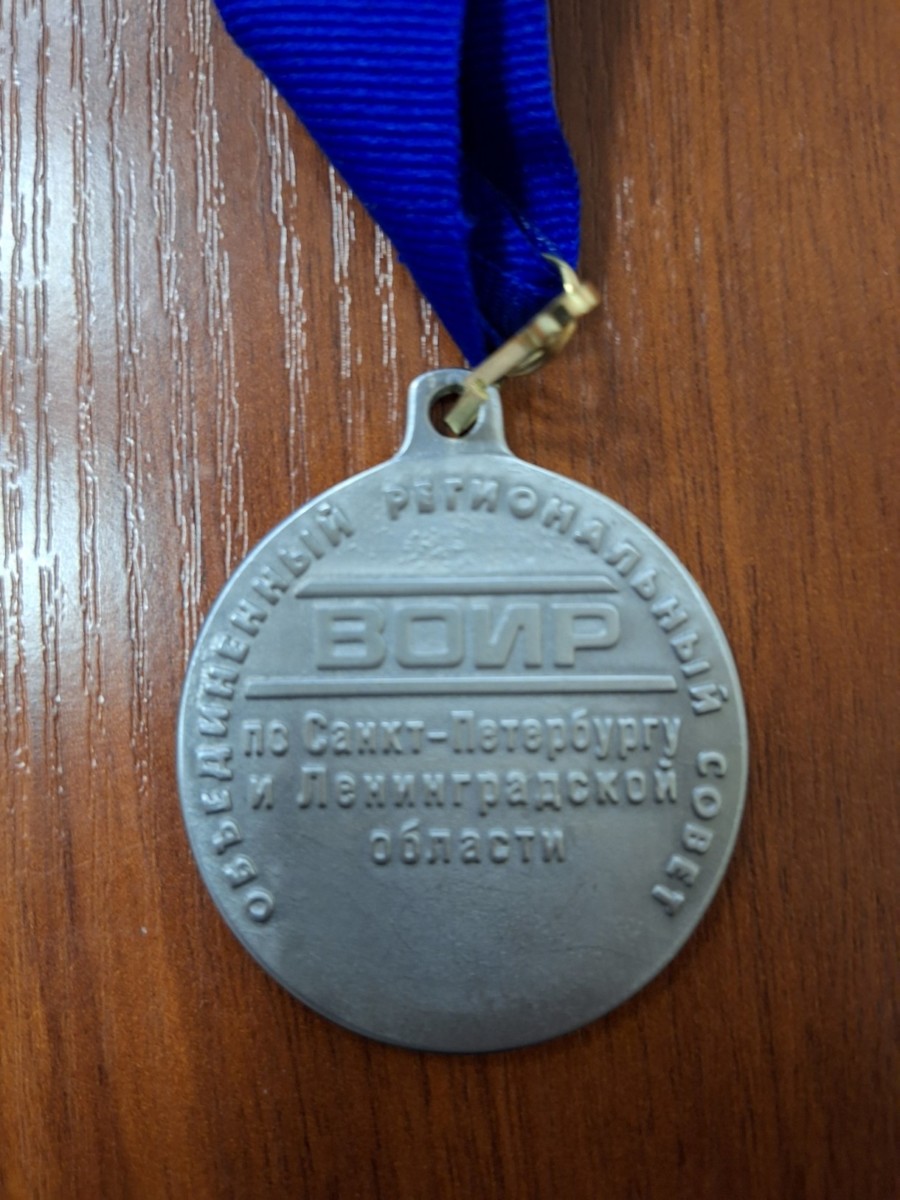 ОБЪЕДИНЕННЫЙ РЕГИОНАЛЬНЫЙ СОВЕТ
ВОИР
по Санкт-Петербургу
и Ленинградской
области